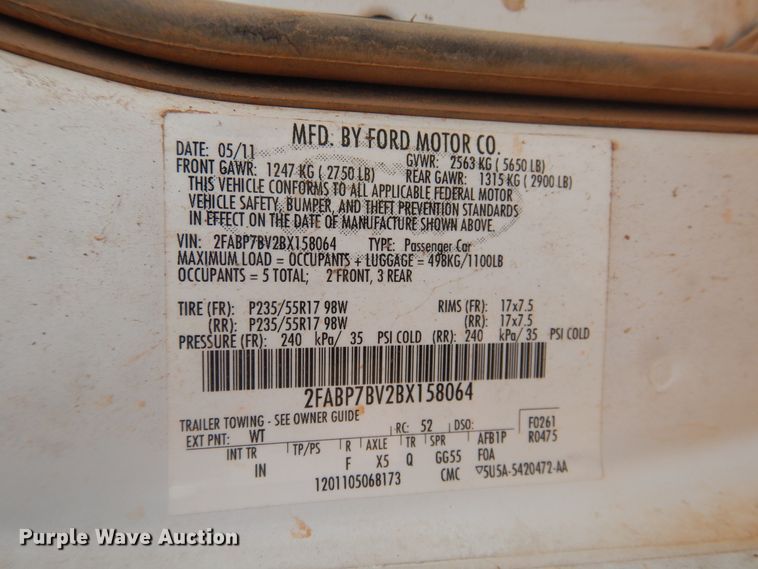 MFD. BY FORD MOTOR CO.
DATE: 05/11 GVWR: 2563 KG ( 5650 LB)
FRONT GAWR: 1247 KG ( 2750 LB) REAR GAWR: 1315 KG ( 2900 LB)
THIS VEHICLE CONFORMS TO ALL APPLICABLE FEDERAL MOTOR
VEHICLE SAFETY, BUMPER, AND THEFT PREVENTION STANDARDS
IN EFFECT ON THE DATE OF MANUFACTURE SHOWN ABOVE.
VIN: 2FABP7BV2BX158064 TYPE: Passenger Car
MAXIMUM LOAD = OCCUPANTS + LUGGAGE = 498KG/1100LB
OCCUPANTS = 5 TOTAL; 2 FRONT, 3 REAR
TIRE (FR): P235/55R17 98W RIMS (FR): 17x7.5
(RR): P235/55R17 98W (RR): 17x7.5
PRESSURE (FR): 240 kPa/ 35 PSI COLD (RR): 240 kPa/ 35 PSI COLD
2FABP7BV2BX158064
TRAILER TOWING - SEE OWNER GUIDE
EXT PNT: WT RC: 52 DSO: F0261
INT TR TP/PS R AXLE TR SPR AFB1P R0475
IN F X5 Q GG55 F0A
1201105068173 CMC ▽5U5A-5420472-AA
Purple Wave Auction